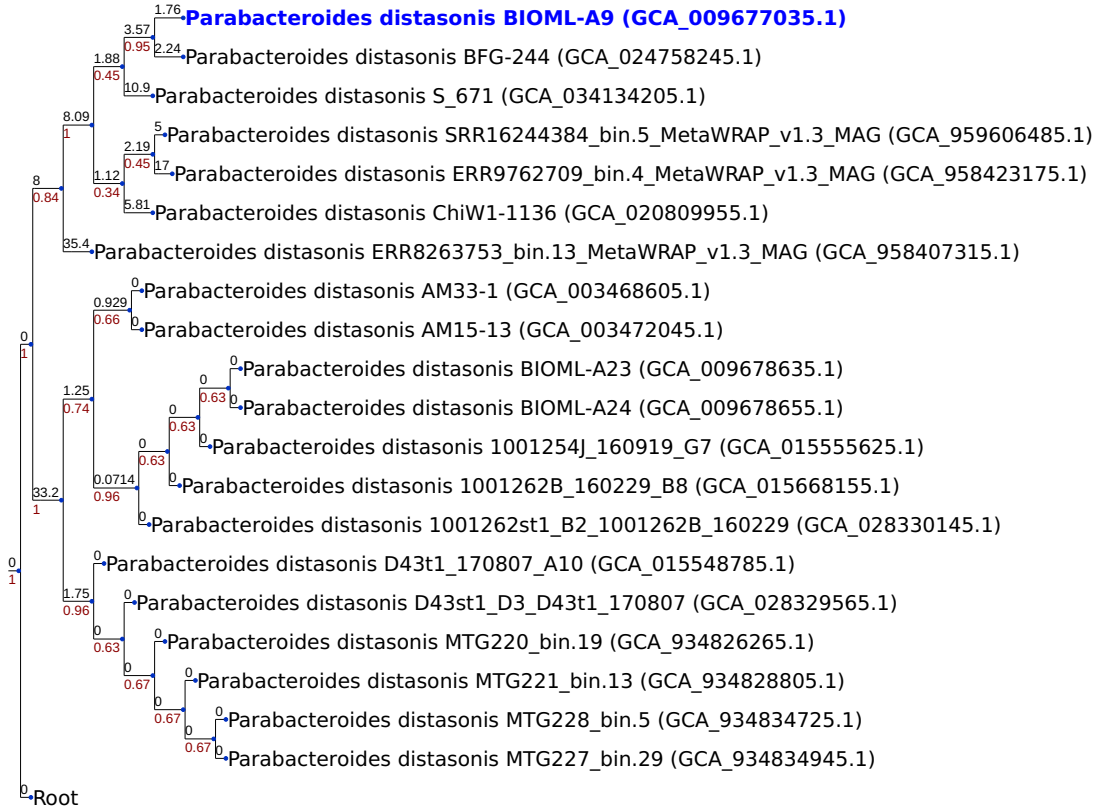 1.76
Parabacteroides distasonis BIOML-A9 (GCA_009677035.1)
3.57
0.95
2.24
Parabacteroides distasonis BFG-244 (GCA_024758245.1)
1.88
0.45
10.9
Parabacteroides distasonis S_671 (GCA_034134205.1)
8.09
1
5
Parabacteroides distasonis SRR16244384_bin.5_MetaWRAP_v1.3_MAG (GCA_959606485.1)
2.19
0.45
17
Parabacteroides distasonis ERR9762709_bin.4_MetaWRAP_v1.3_MAG (GCA_958423175.1)
1.12
0.34
5.81
Parabacteroides distasonis ChiW1-1136 (GCA_020809955.1)
8
0.84
35.4
Parabacteroides distasonis ERR8263753_bin.13_MetaWRAP_v1.3_MAG (GCA_958407315.1)
0
Parabacteroides distasonis AM33-1 (GCA_003468605.1)
0.929
0.66
0
Parabacteroides distasonis AM15-13 (GCA_003472045.1)
0
1
0
Parabacteroides distasonis BIOML-A23 (GCA_009678635.1)
0
0.63
0
Parabacteroides distasonis BIOML-A24 (GCA_009678655.1)
1.25
0.74
0
0.63
0
Parabacteroides distasonis 1001254J_160919_G7 (GCA_015555625.1)
0
0.63
0
Parabacteroides distasonis 1001262B_160229_B8 (GCA_015668155.1)
0.0714
0.96
0
Parabacteroides distasonis 1001262st1_B2_1001262B_160229 (GCA_028330145.1)
33.2
1
0
Parabacteroides distasonis D43t1_170807_A10 (GCA_015548785.1)
0
1
1.75
0.96
0
Parabacteroides distasonis D43st1_D3_D43t1_170807 (GCA_028329565.1)
0
0.63
0
Parabacteroides distasonis MTG220_bin.19 (GCA_934826265.1)
0
0.67
0
Parabacteroides distasonis MTG221_bin.13 (GCA_934828805.1)
0
0.67
0
Parabacteroides distasonis MTG228_bin.5 (GCA_934834725.1)
0
0.67
0
Parabacteroides distasonis MTG227_bin.29 (GCA_934834945.1)
0
Root